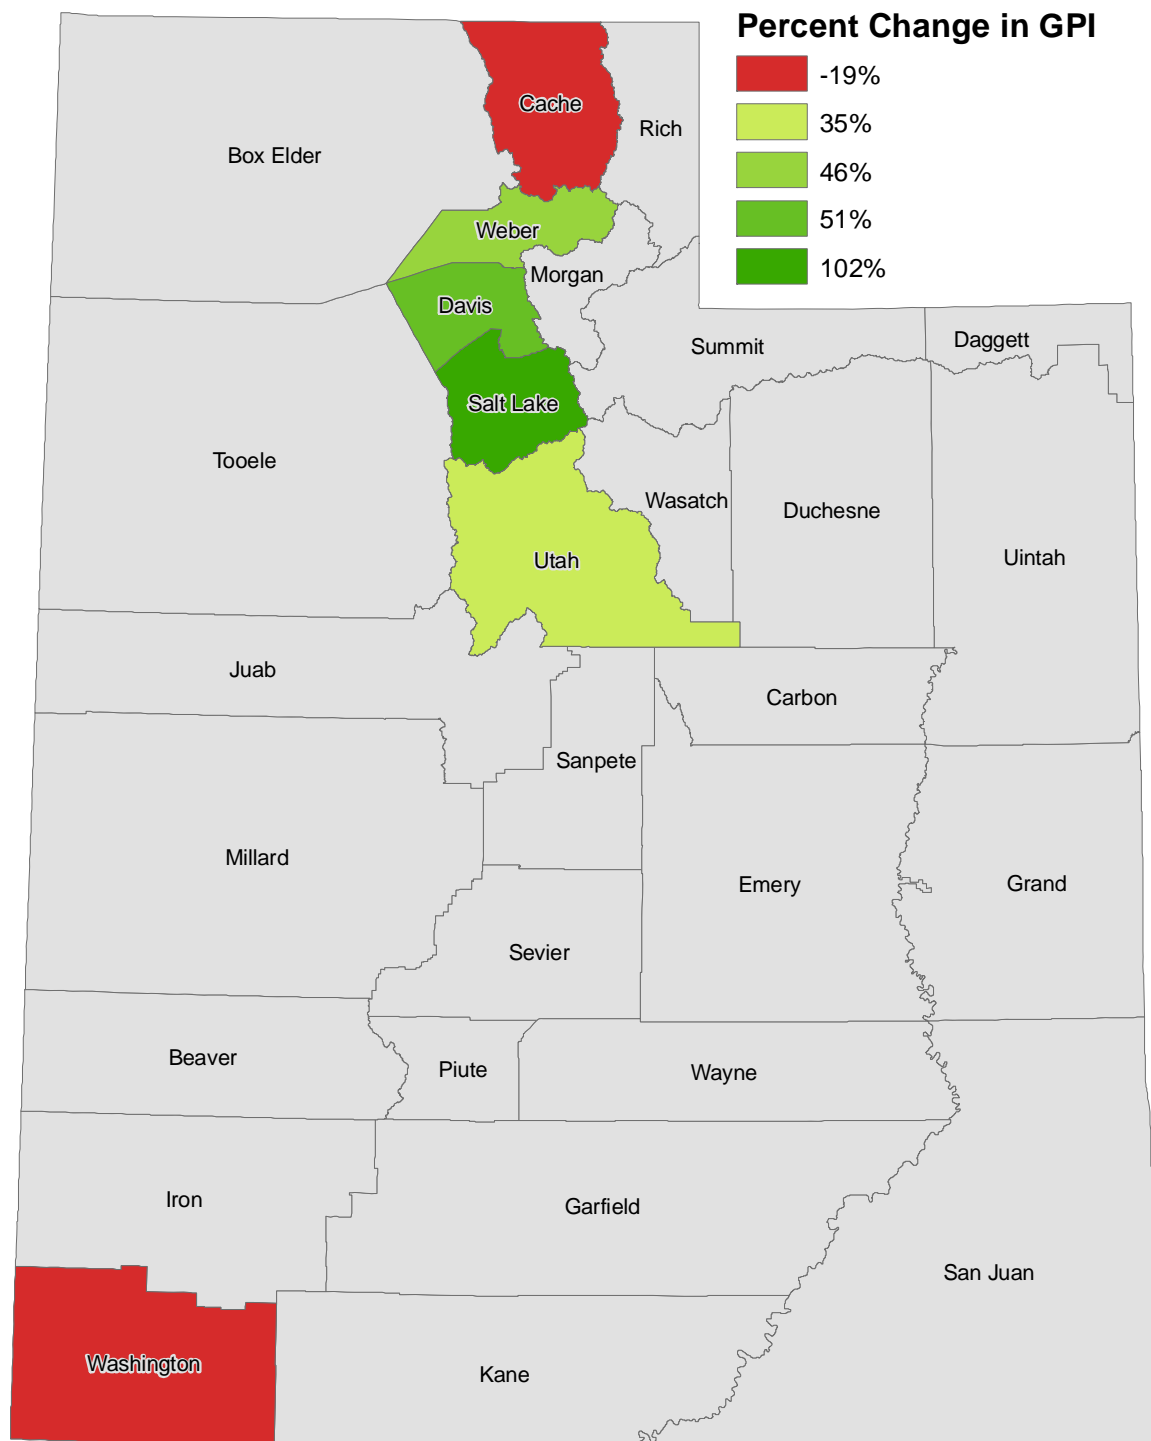 Percent Change in GPI
-19%
35%
46%
51%
102%
Cache
Rich
Box Elder
Weber
Morgan
Davis
Summit
Daggett
Salt Lake
Tooele
Wasatch
Duchesne
Uintah
Utah
Juab
Carbon
Sanpete
Millard
Emery
Grand
Sevier
Beaver
Piute
Wayne
Iron
Garfield
San Juan
Washington
Kane